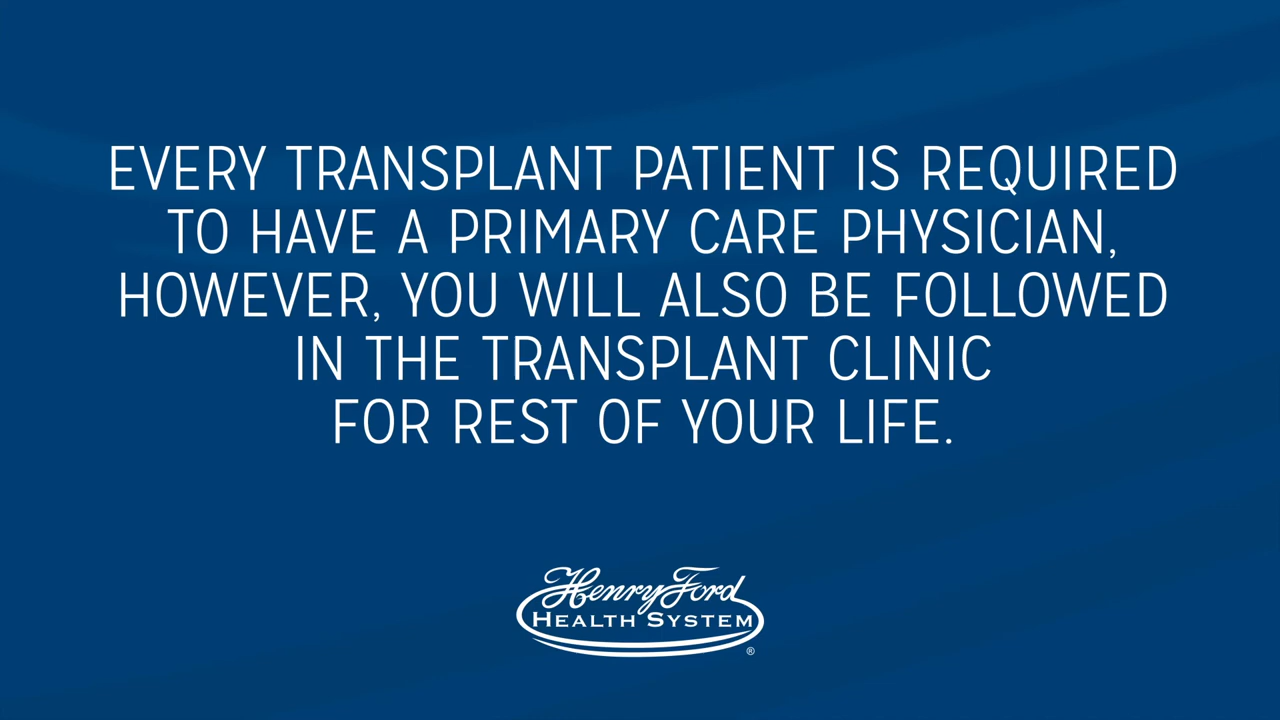 EVERY TRANSPLANT PATIENT IS REQUIRED
TO HAVE A PRIMARY CARE PHYSICIAN,
HOWEVER, YOU WILL ALSO BE FOLLOWED
IN THE TRANSPLANT CLINIC
FOR REST OF YOUR LIFE.
Henry Ford
HEALTH SYSTEM
®